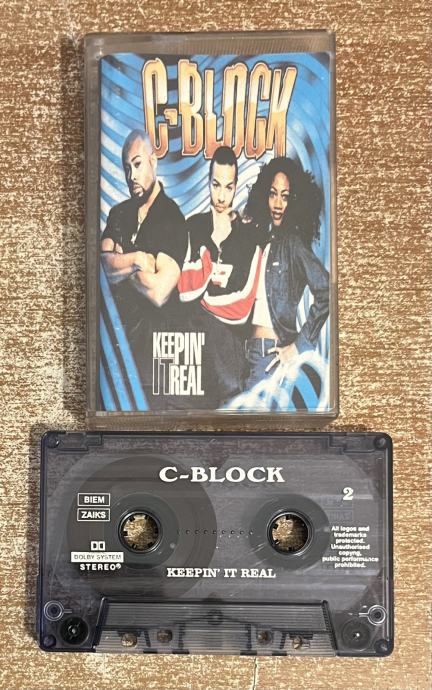 C-BLOCK
KEEPIN'
IT REAL
C-BLOCK
2
BIEM
ZAIKS
DOLBY SYSTEM
STEREO®
All logos and
trademarks
protected.
Unauthorised
copying,
public performance
prohibited.
KEEPIN' IT REAL